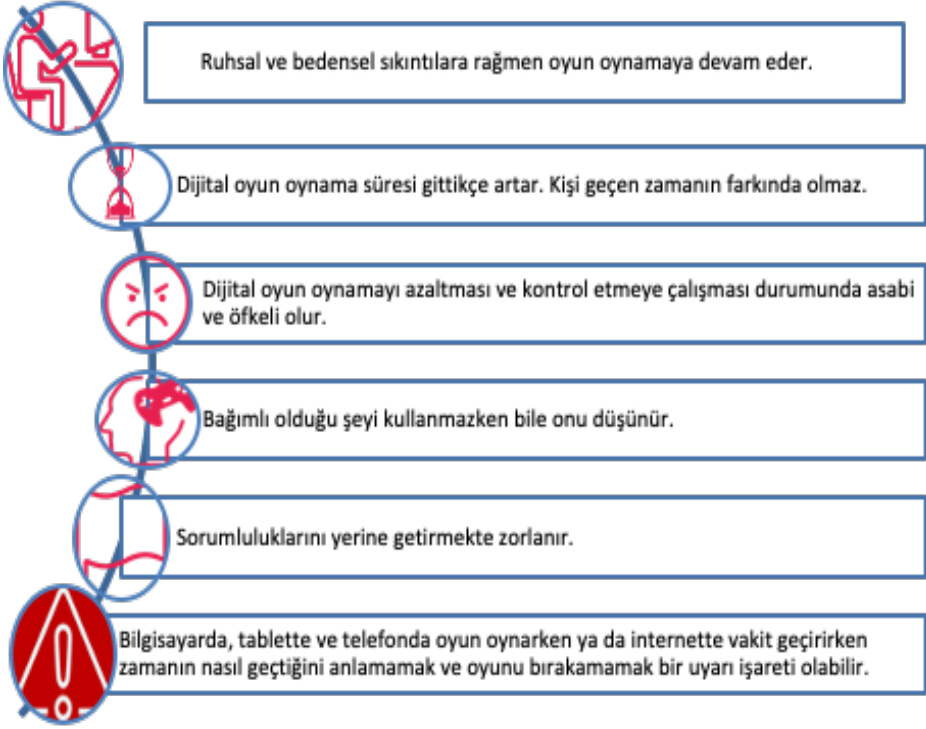 Ruhsal ve bedensel sıkıntılara rağmen oyun oynamaya devam eder.
Dijital oyun oynama süresi gittikçe artar. Kişi geçen zamanın farkında olmaz.
Dijital oyun oynamayı azaltması ve kontrol etmeye çalışması durumunda asabi
ve öfkeli olur.
Bağımlı olduğu şeyi kullanmazken bile onu düşünür.
Sorumluluklarını yerine getirmekte zorlanır.
Bilgisayarda, tablette ve telefonda oyun oynarken ya da internette vakit geçirirken
zamanın nasıl geçtiğini anlamamak ve oyunu bırakamamak bir uyarı işareti olabilir.